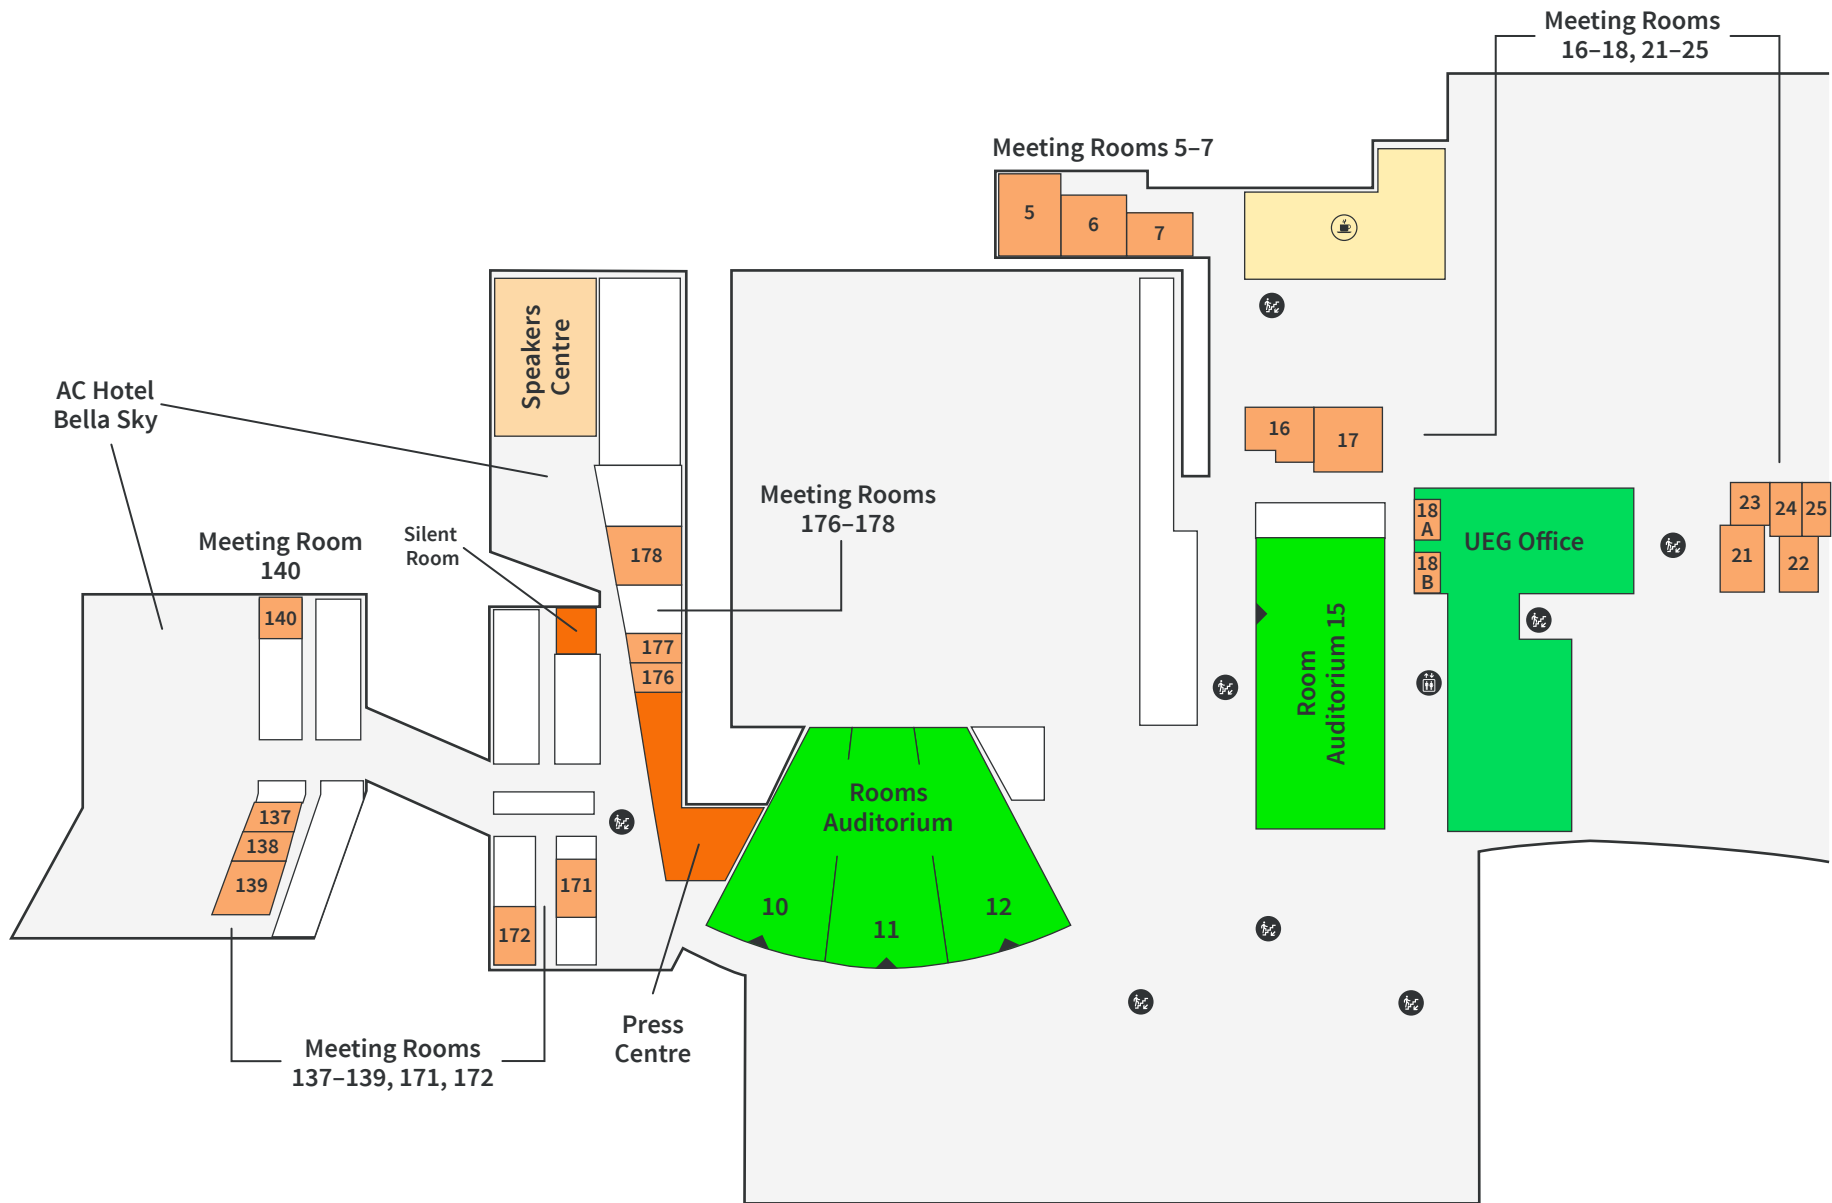 Meeting Rooms
16–18, 21–25
Meeting Rooms 5–7
5
6
7
Speakers
Centre
AC Hotel
Bella Sky
16
17
Meeting Rooms
176–178
23
24
25
21
22
18
A
18
B
UEG Office
Silent
Room
Meeting Room
140
178
140
177
176
Room
Auditorium 15
Rooms
Auditorium
10
11
12
137
138
139
171
172
Press
Centre
Meeting Rooms
137–139, 171, 172